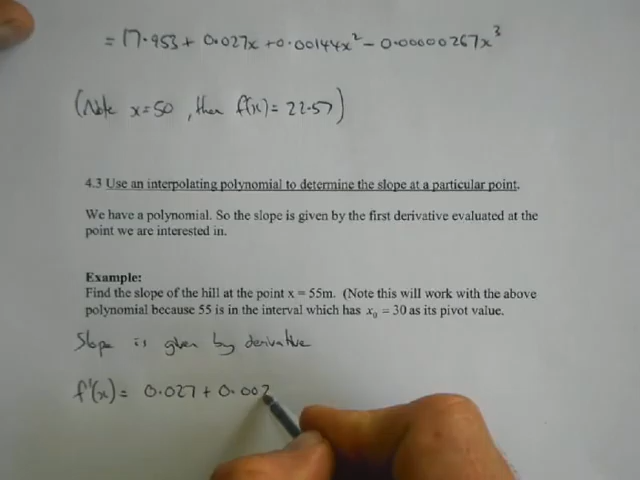 = 17.953 + 0.027x + 0.00144x² - 0.00000267x³
(Note x=50, then f(x) = 22.57)
4.3 Use an interpolating polynomial to determine the slope at a particular point.
We have a polynomial. So the slope is given by the first derivative evaluated at the
point we are interested in.
Example:
Find the slope of the hill at the point x = 55m. (Note this will work with the above
polynomial because 55 is in the interval which has x₀ = 30 as its pivot value.
Slope is given by derivative
f'(x) = 0.027 + 0.002